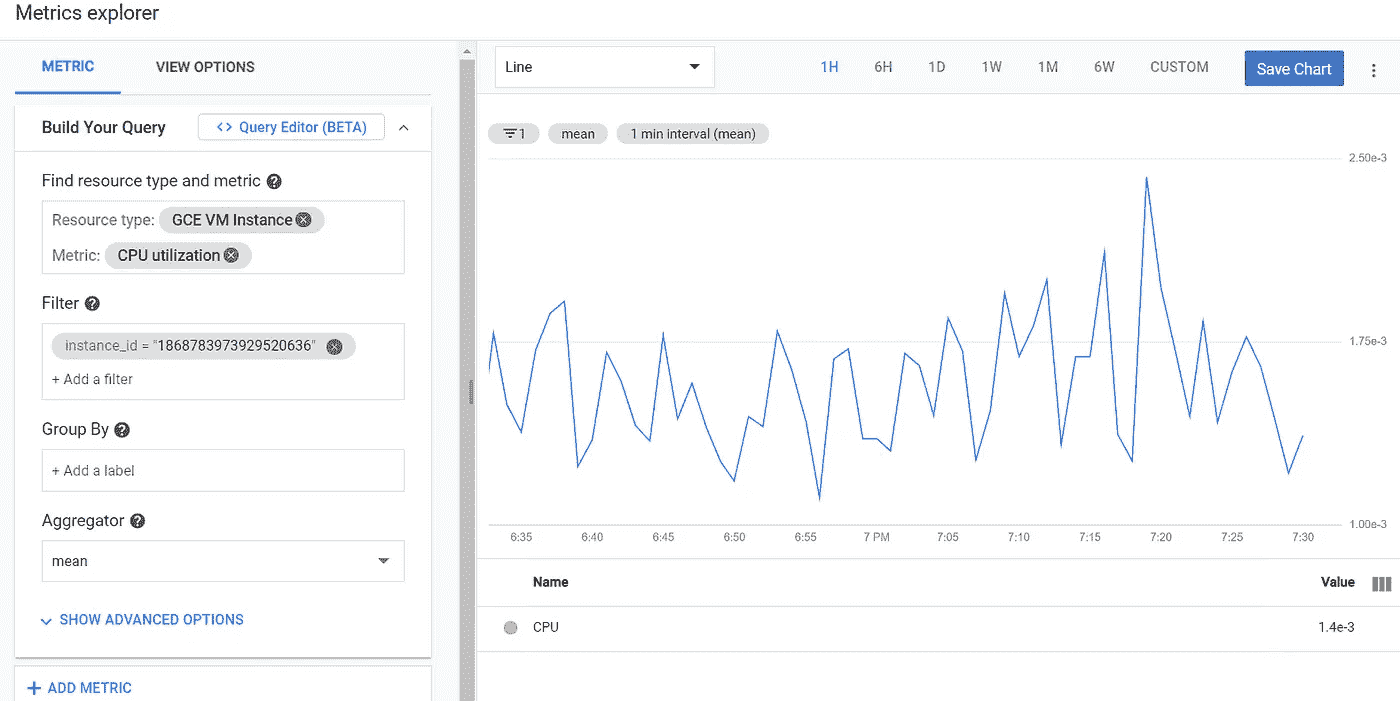 Metrics explorer
METRIC VIEW OPTIONS
Build Your Query <> Query Editor (BETA)
Find resource type and metric
Resource type: GCE VM Instance
Metric: CPU utilization
Filter
instance_id = "1868783973929520636"
+ Add a filter
Group By
+ Add a label
Aggregator
mean
SHOW ADVANCED OPTIONS
+ ADD METRIC
Line 1H 6H 1D 1W 1M 6W CUSTOM Save Chart
1 mean 1 min interval (mean)
2.50e-3
1.75e-3
1.00e-3
6:35 6:40 6:45 6:50 6:55 7 PM 7:05 7:10 7:15 7:20 7:25 7:30
Name Value
CPU 1.4e-3